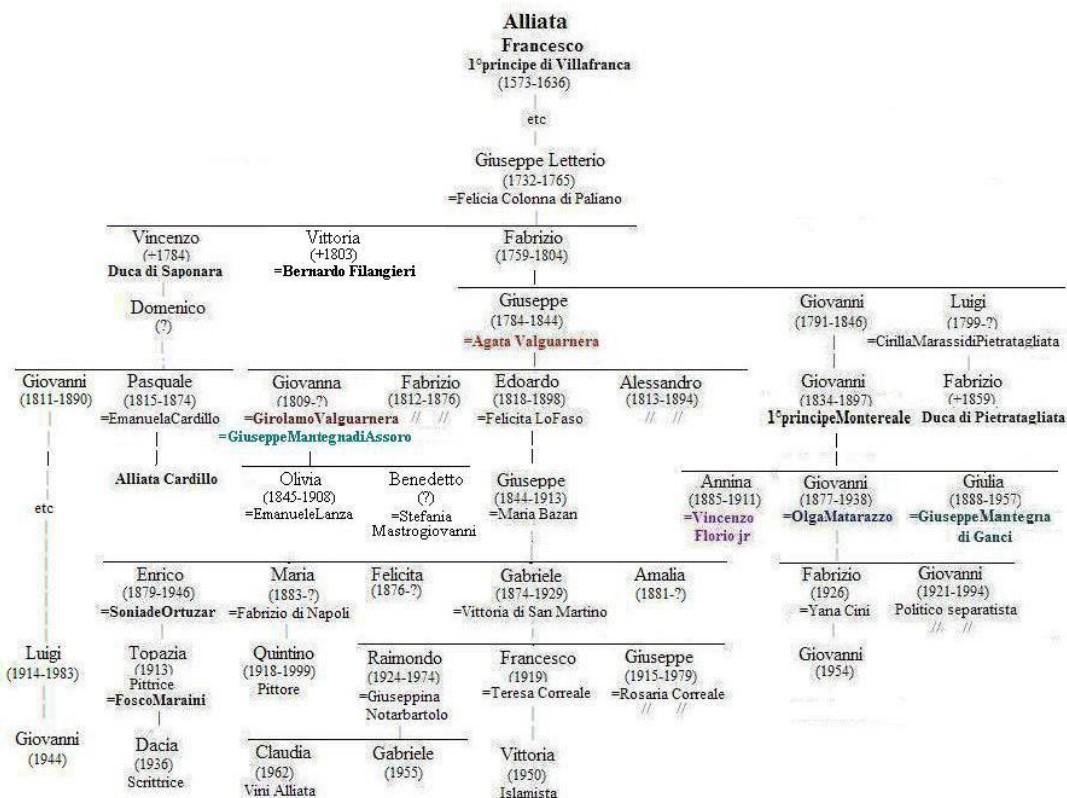 Alliata
Francesco
1°principe di Villafranca
(1573-1636)
etc
Giuseppe Letterio
(1732-1765)
=Felicia Colonna di Paliano
Vincenzo
(+1784)
Duca di Saponara
Vittoria
(+1803)
=Bernardo Filangieri
Fabrizio
(1759-1804)
Domenico
(?)
Giuseppe
(1784-1844)
=Agata Valguarnera
Giovanni
(1791-1846)
Luigi
(1799-?)
=CirillaMarassidiPietratagliata
Giovanni
(1811-1890)
Pasquale
(1815-1874)
=EmanuelaCardillo
Giovanna
(1809-?)
=GirolamoValguarnera
=GiuseppeMantegnadiAssoro
Fabrizio
(1812-1876)
// //
Edoardo
(1818-1898)
=Felicita LoFaso
Alessandro
(1813-1894)
// //
Giovanni
(1834-1897)
1°principeMontereale
Fabrizio
(+1859)
Duca di Pietratagliata
Alliata Cardillo
etc
Olivia
(1845-1908)
=EmanueleLanza
Benedetto
(?)
=Stefania
Mastrogiovanni
Giuseppe
(1844-1913)
=Maria Bazan
Annina
(1885-1911)
=Vincenzo
Florio jr
Giovanni
(1877-1938)
=OlgaMatarazzo
Giulia
(1888-1957)
=GiuseppeMantegna
di Ganci
Enrico
(1879-1946)
=SoniadeOrtuzar
Maria
(1883-?)
=Fabrizio di Napoli
Felicita
(1876-?)
Gabriele
(1874-1929)
=Vittoria di San Martino
Amalia
(1881-?)
Fabrizio
(1926)
=Yana Cini
Giovanni
(1921-1994)
Politico separatista
// //
Luigi
(1914-1983)
Topazia
(1913)
Pittrice
=FoscoMaraini
Quintino
(1918-1999)
Pittore
Raimondo
(1924-1974)
=Giuseppina
Notarbartolo
Francesco
(1919)
=Teresa Correale
Giuseppe
(1915-1979)
=Rosaria Correale
// //
Giovanni
(1954)
Giovanni
(1944)
Dacia
(1936)
Scrittrice
Claudia
(1962)
Vini Alliata
Gabriele
(1955)
Vittoria
(1950)
Islamista